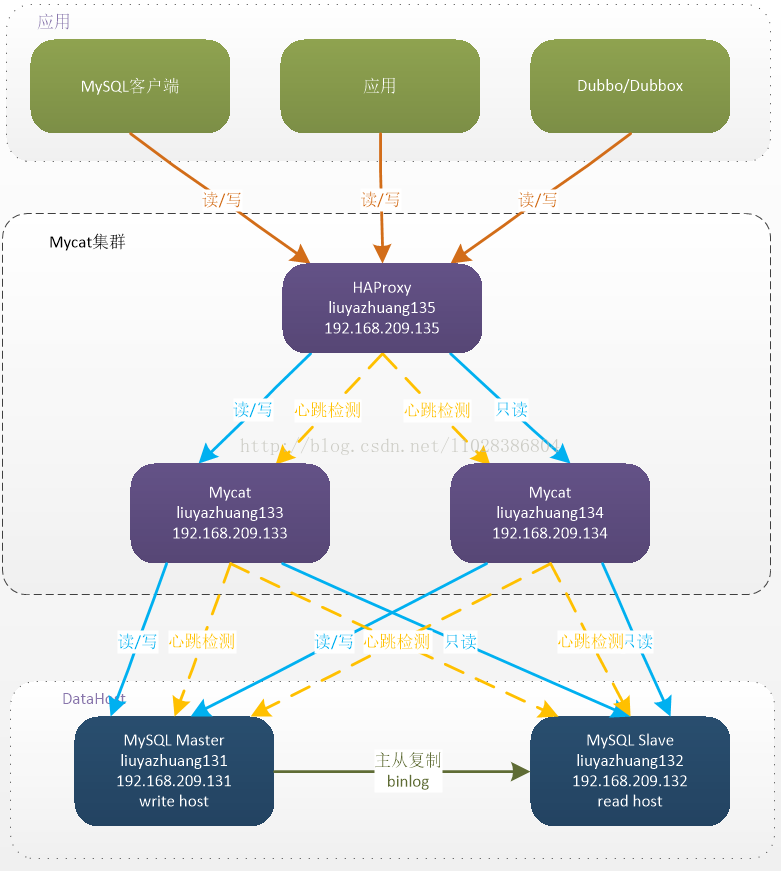 应用
MySQL客户端
应用
Dubbo/Dubbox
读/写
读/写
读/写
Mycat集群
HAProxy
liuyazhuang135
192.168.209.135
读/写
心跳检测
心跳检测
只读
Mycat
liuyazhuang133
192.168.209.133
Mycat
liuyazhuang134
192.168.209.134
读/写
心跳检测
读/写
心跳检测
只读
心跳检测
只读
DataHost
MySQL Master
liuyazhuang131
192.168.209.131
write host
主从复制
binlog
MySQL Slave
liuyazhuang132
192.168.209.132
read host